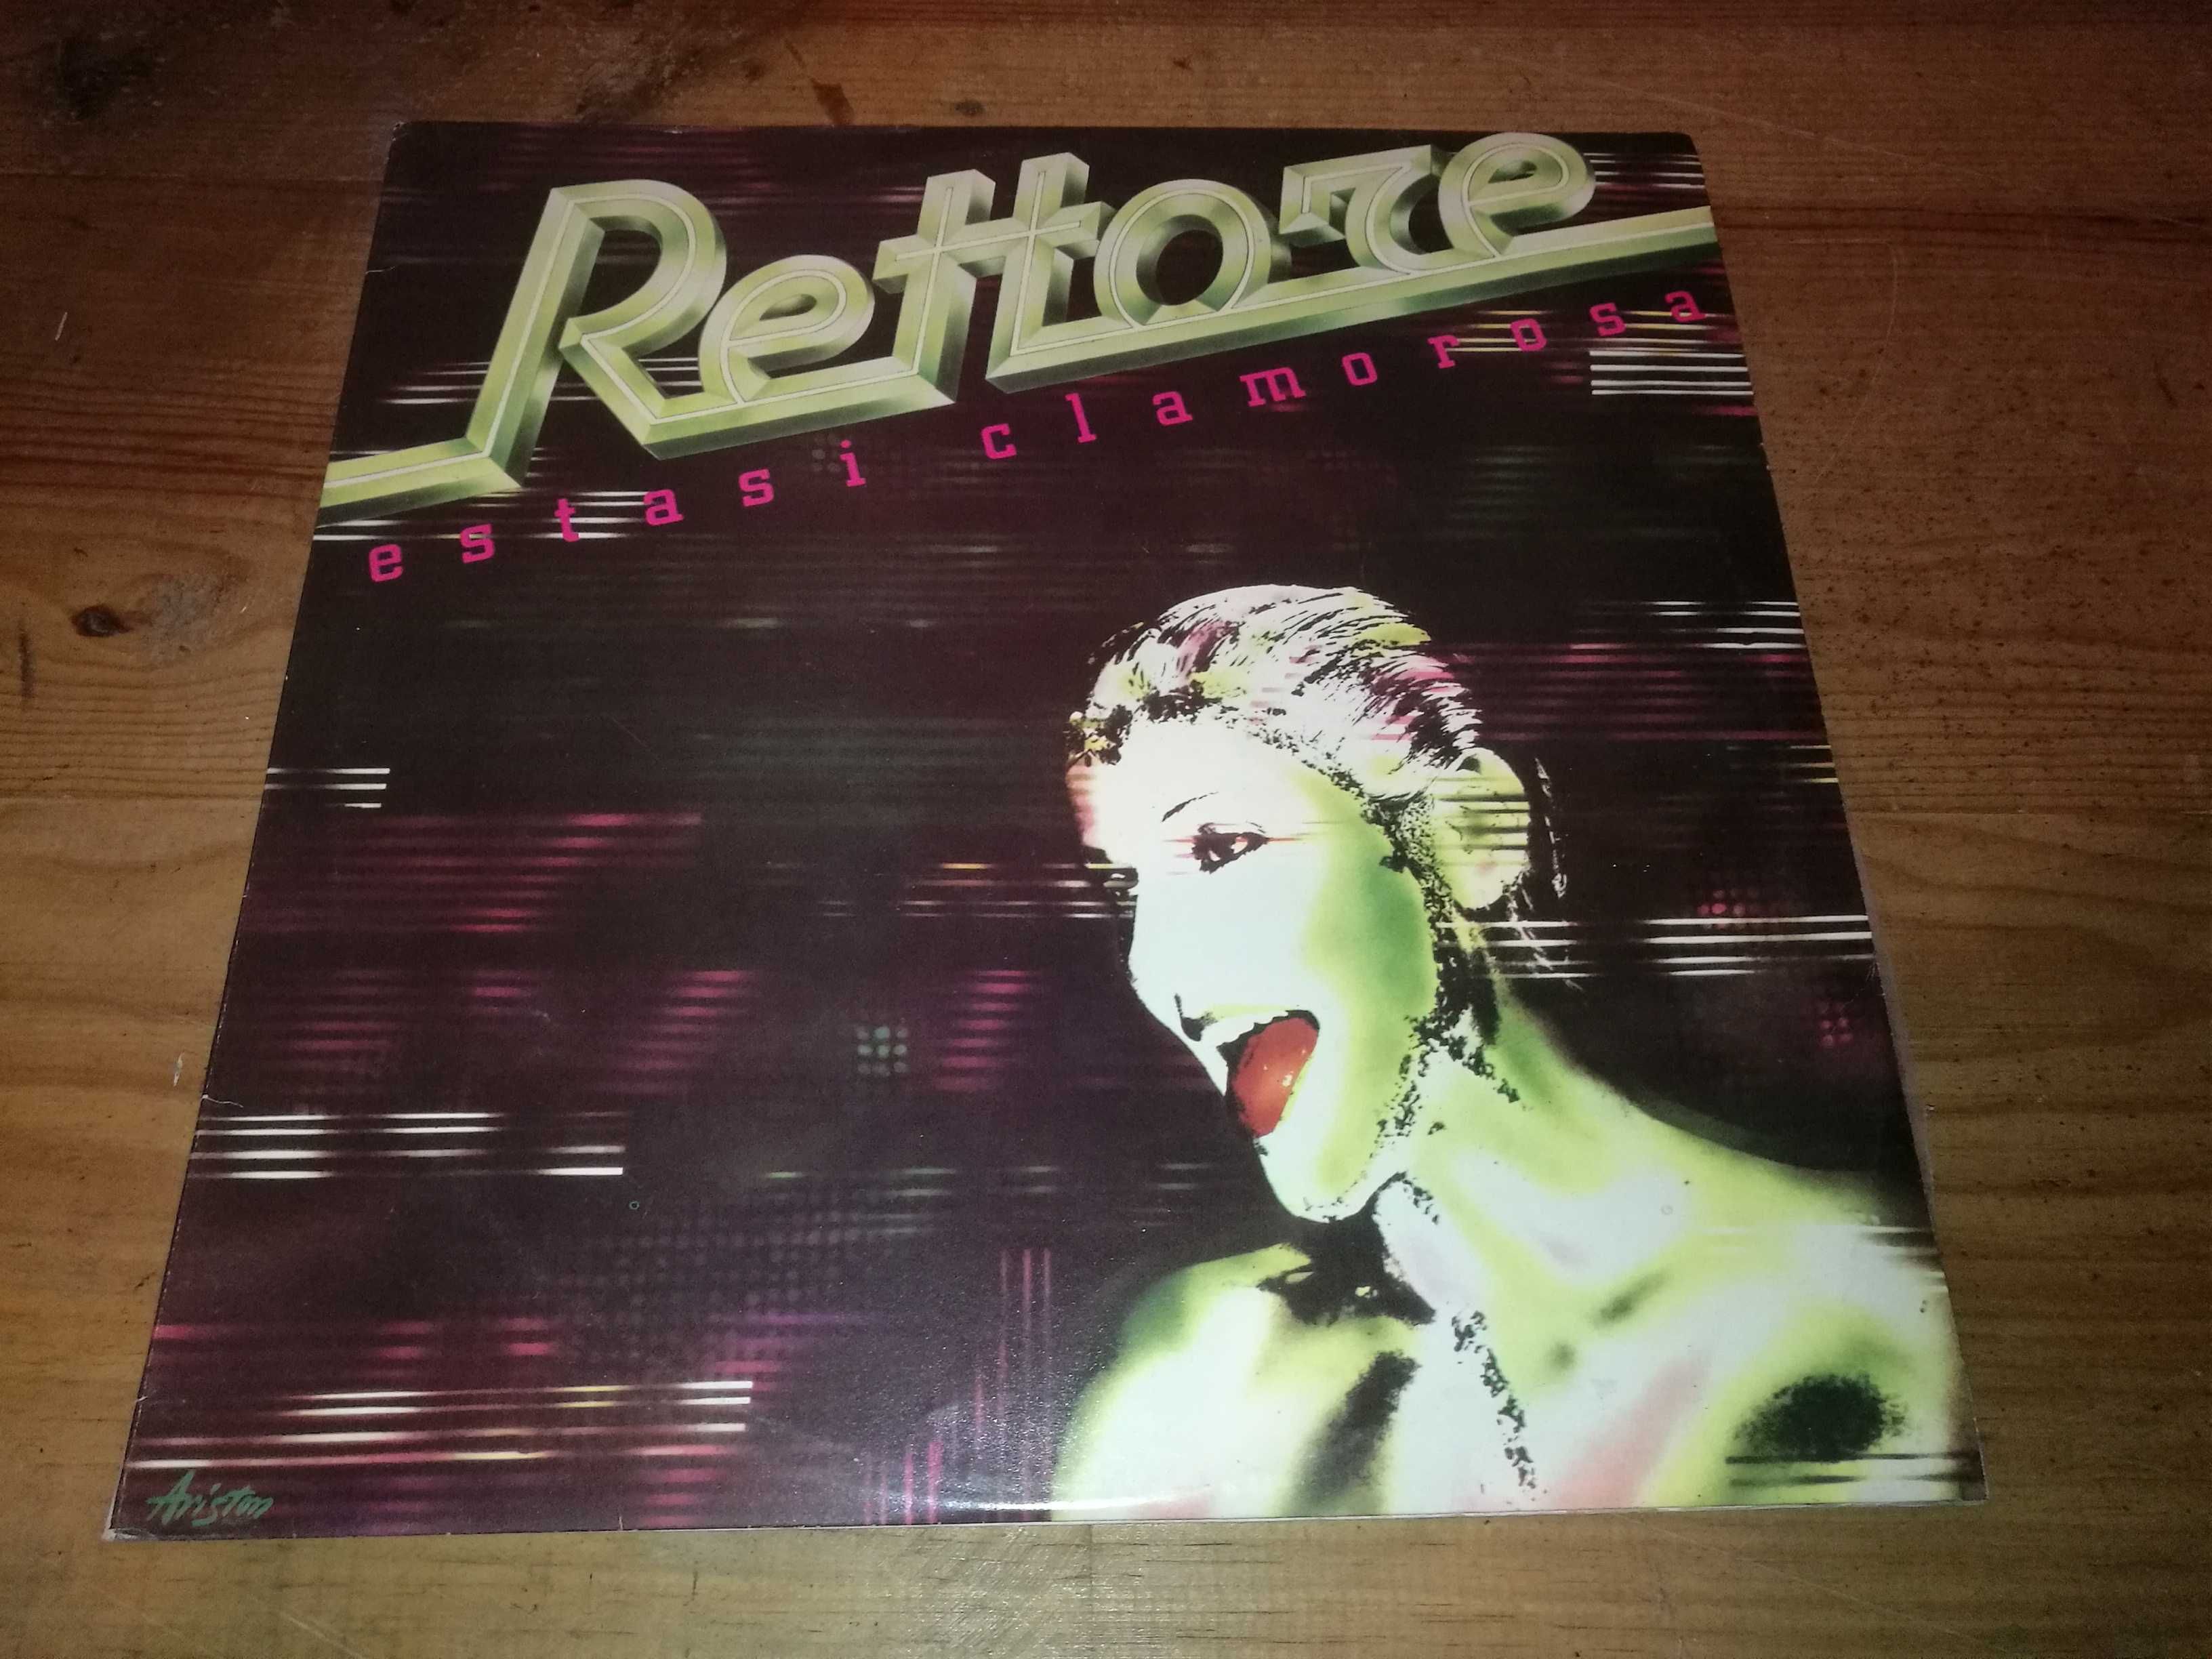 Rettore
estasi clamorosa
Ariston